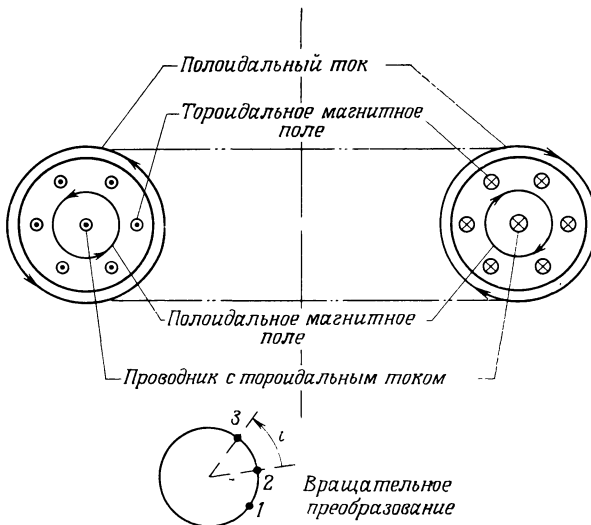 Полоидальный ток
Тороидальное магнитное
поле
Полоидальное магнитное
поле
Проводник с тороидальным током
3
ι
2
1
Вращательное
преобразование